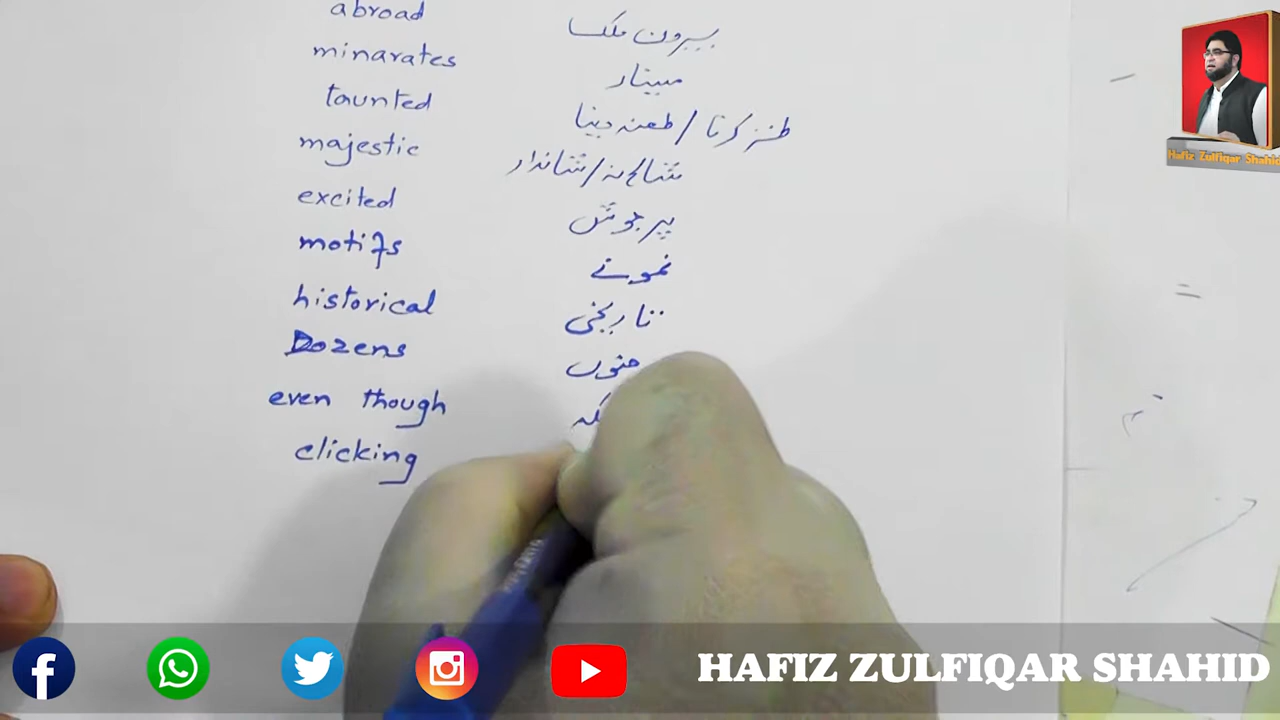 abroad بیرون ملک
minarates مینار
taunted طنز کرنا / طعنہ دینا
majestic شاہانہ / شاندار
excited پر جوش
motifs نمونے
historical تاریخی
Dozens
even though
clicking
Hafiz Zulfiqar Shahid
HAFIZ ZULFIQAR SHAHID